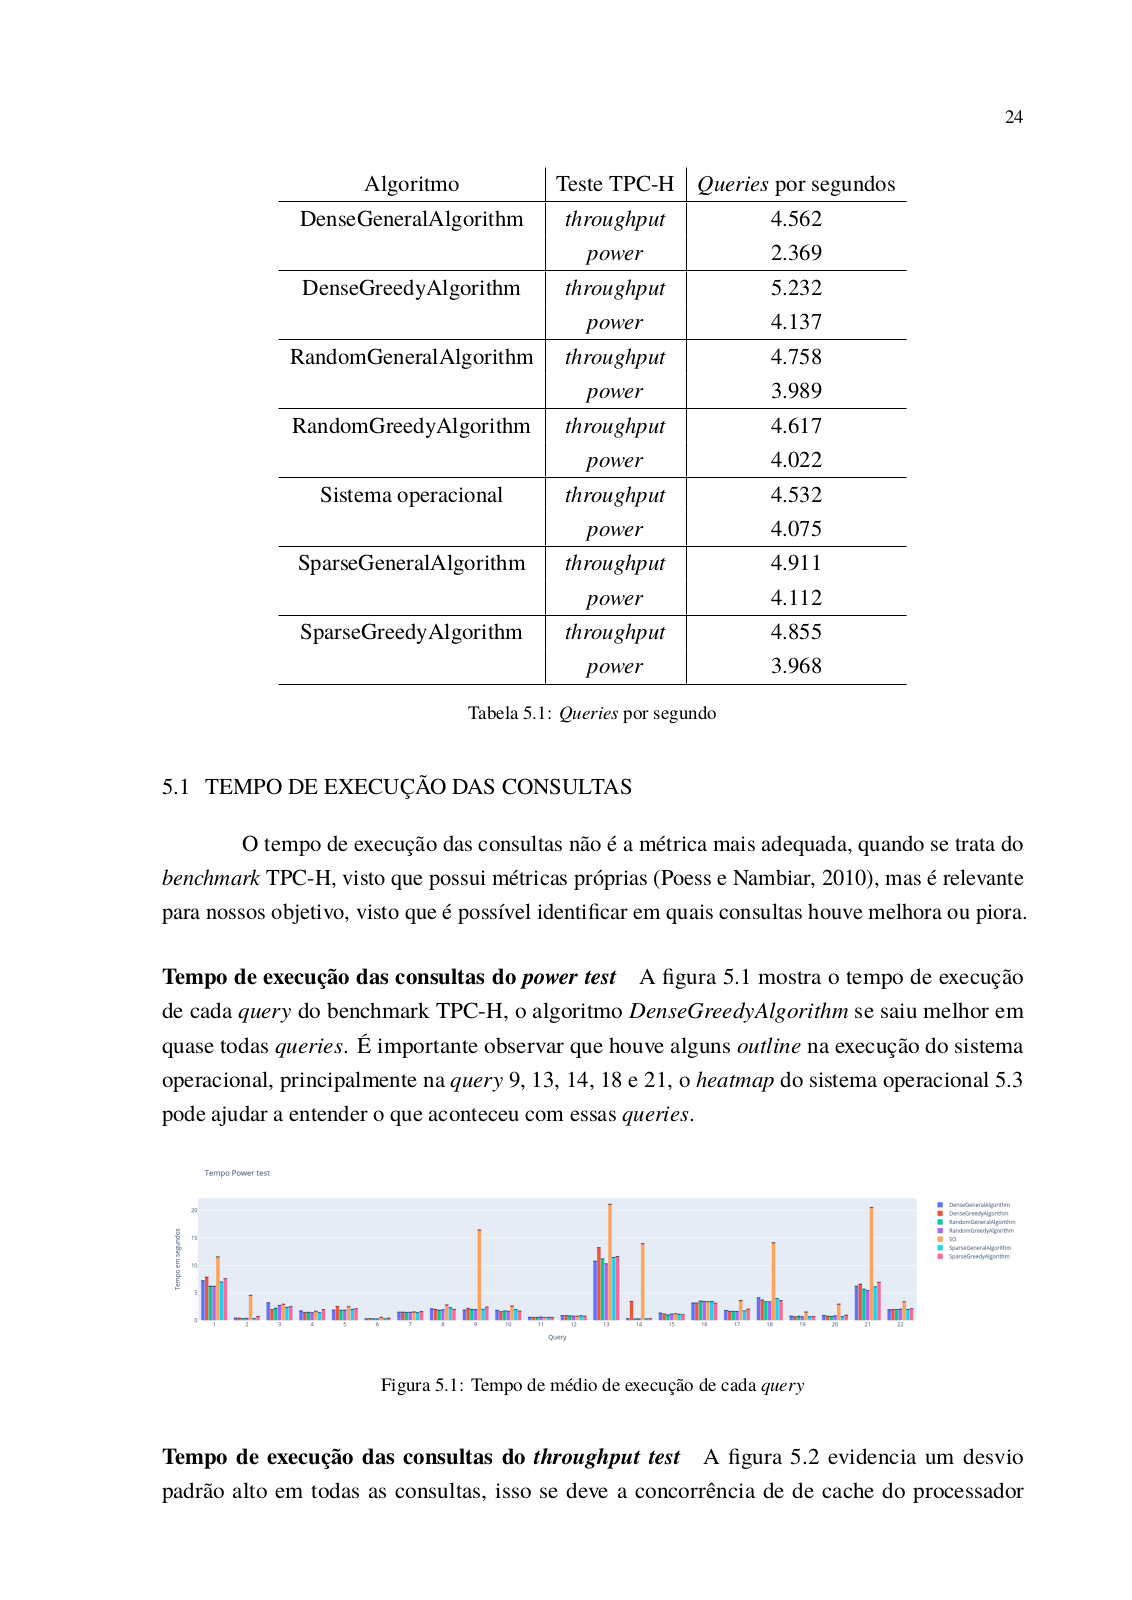 24
Algoritmo Teste TPC-H Queries por segundos
DenseGeneralAlgorithm throughput 4.562
power 2.369
DenseGreedyAlgorithm throughput 5.232
power 4.137
RandomGeneralAlgorithm throughput 4.758
power 3.989
RandomGreedyAlgorithm throughput 4.617
power 4.022
Sistema operacional throughput 4.532
power 4.075
SparseGeneralAlgorithm throughput 4.911
power 4.112
SparseGreedyAlgorithm throughput 4.855
power 3.968
Tabela 5.1: Queries por segundo
5.1 TEMPO DE EXECUÇÃO DAS CONSULTAS
O tempo de execução das consultas não é a métrica mais adequada, quando se trata do
benchmark TPC-H, visto que possui métricas próprias (Poess e Nambiar, 2010), mas é relevante
para nossos objetivo, visto que é possível identificar em quais consultas houve melhora ou piora.
Tempo de execução das consultas do power test A figura 5.1 mostra o tempo de execução
de cada query do benchmark TPC-H, o algoritmo DenseGreedyAlgorithm se saiu melhor em
quase todas queries. É importante observar que houve alguns outline na execução do sistema
operacional, principalmente na query 9, 13, 14, 18 e 21, o heatmap do sistema operacional 5.3
pode ajudar a entender o que aconteceu com essas queries.
Tempo Power test
Tempo em segundos
20
15
10
5
0
1 2 3 4 5 6 7 8 9 10 11 12 13 14 15 16 17 18 19 20 21 22
Query
DenseGeneralAlgorithm
DenseGreedyAlgorithm
RandomGeneralAlgorithm
RandomGreedyAlgorithm
SO
SparseGeneralAlgorithm
SparseGreedyAlgorithm
Figura 5.1: Tempo de médio de execução de cada query
Tempo de execução das consultas do throughput test A figura 5.2 evidencia um desvio
padrão alto em todas as consultas, isso se deve a concorrência de de cache do processador